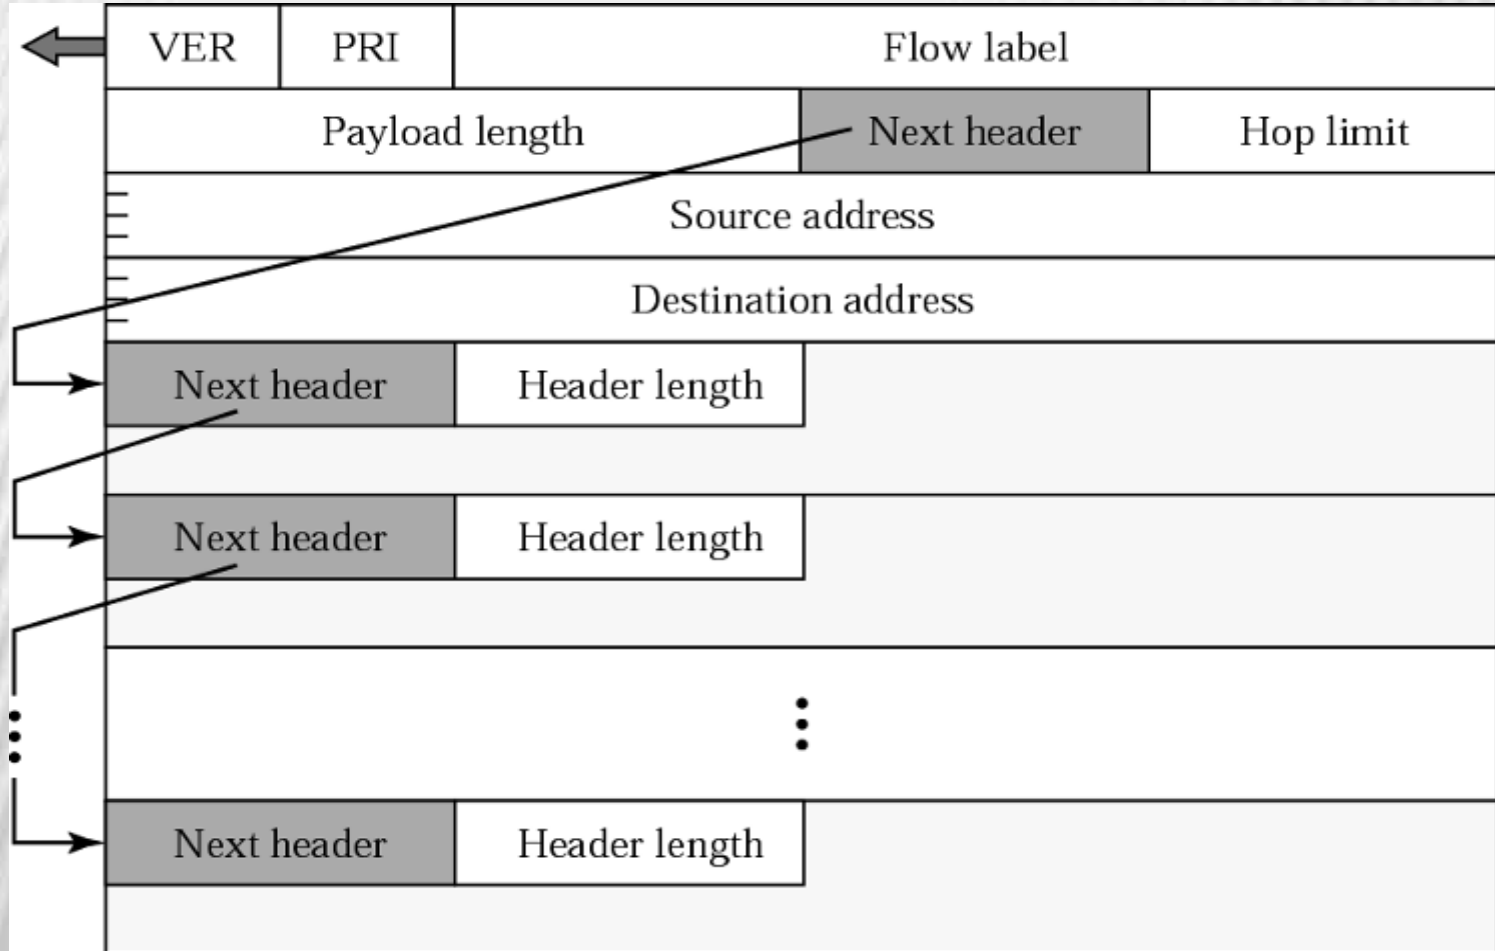 VER PRI Flow label
Payload length Next header Hop limit
Source address
Destination address
Next header Header length
Next header Header length
Next header Header length